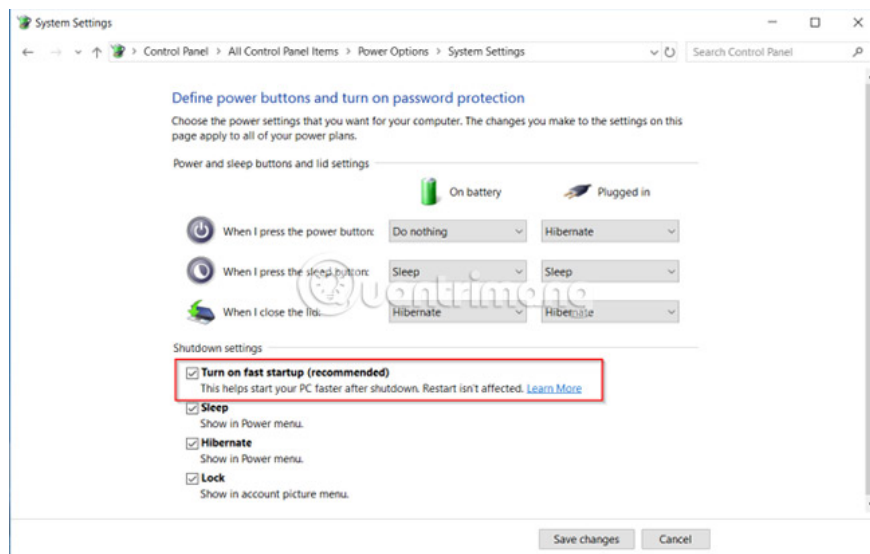 System Settings
Control Panel > All Control Panel Items > Power Options > System Settings
Search Control Panel
Define power buttons and turn on password protection
Choose the power settings that you want for your computer. The changes you make to the settings on this
page apply to all of your power plans.
Power and sleep buttons and lid settings
On battery
Plugged in
When I press the power button: Do nothing Hibernate
When I press the sleep button: Sleep Sleep
Quantrimang
When I close the lid: Hibernate Hibernate
Shutdown settings
Turn on fast startup (recommended)
This helps start your PC faster after shutdown. Restart isn't affected. Learn More
Sleep
Show in Power menu.
Hibernate
Show in Power menu.
Lock
Show in account picture menu.
Save changes Cancel